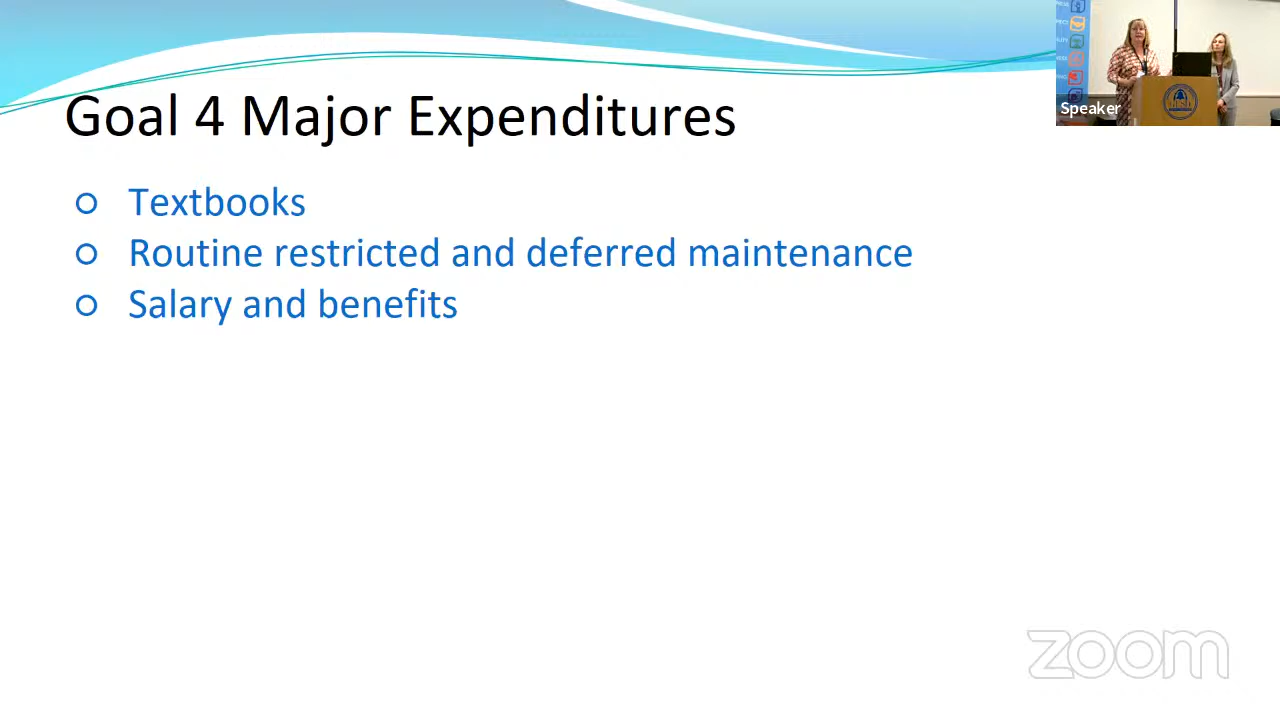 Goal 4 Major Expenditures
Speaker
Textbooks
Routine restricted and deferred maintenance
Salary and benefits
zoom